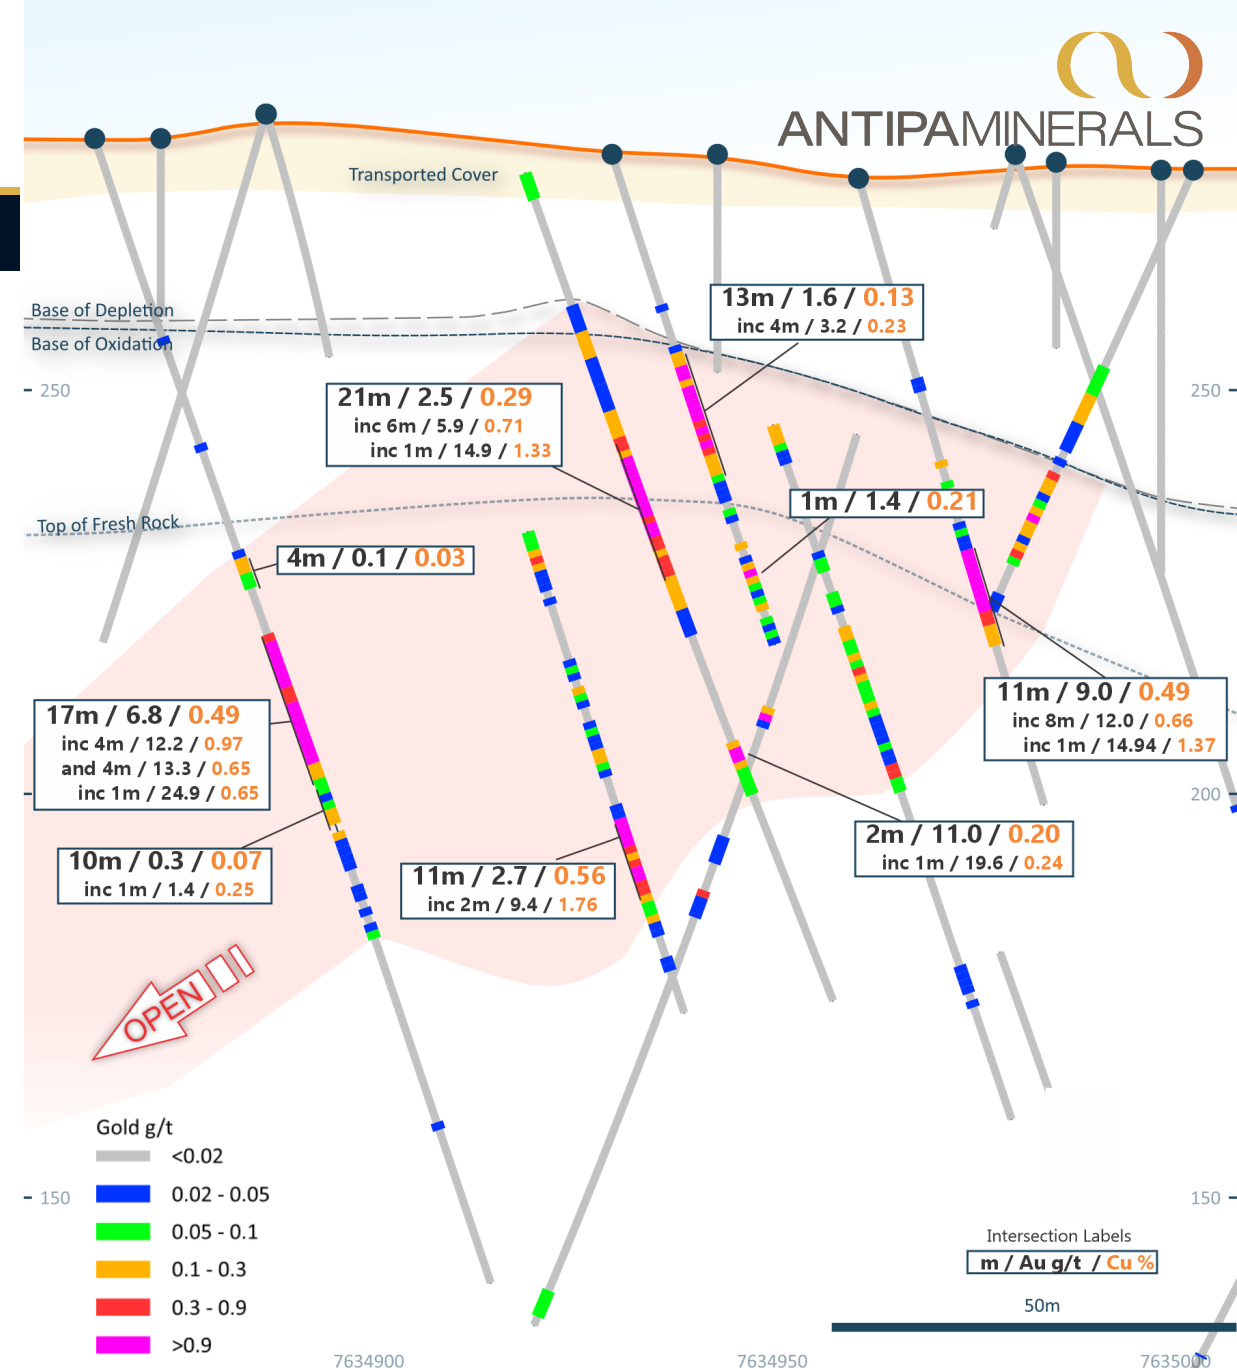 ANTIPAMINERALS
Transported Cover
Base of Depletion
Base of Oxidation
13m / 1.6 / 0.13
inc 4m / 3.2 / 0.23
250
250
21m / 2.5 / 0.29
inc 6m / 5.9 / 0.71
inc 1m / 14.9 / 1.33
1m / 1.4 / 0.21
Top of Fresh Rock
4m / 0.1 / 0.03
17m / 6.8 / 0.49
inc 4m / 12.2 / 0.97
and 4m / 13.3 / 0.65
inc 1m / 24.9 / 0.65
11m / 9.0 / 0.49
inc 8m / 12.0 / 0.66
inc 1m / 14.94 / 1.37
200
10m / 0.3 / 0.07
inc 1m / 1.4 / 0.25
11m / 2.7 / 0.56
inc 2m / 9.4 / 1.76
2m / 11.0 / 0.20
inc 1m / 19.6 / 0.24
OPEN
Gold g/t
<0.02
0.02 - 0.05
0.05 - 0.1
0.1 - 0.3
0.3 - 0.9
>0.9
150
150
Intersection Labels
m / Au g/t / Cu %
50m
7634900
7634950
7635000